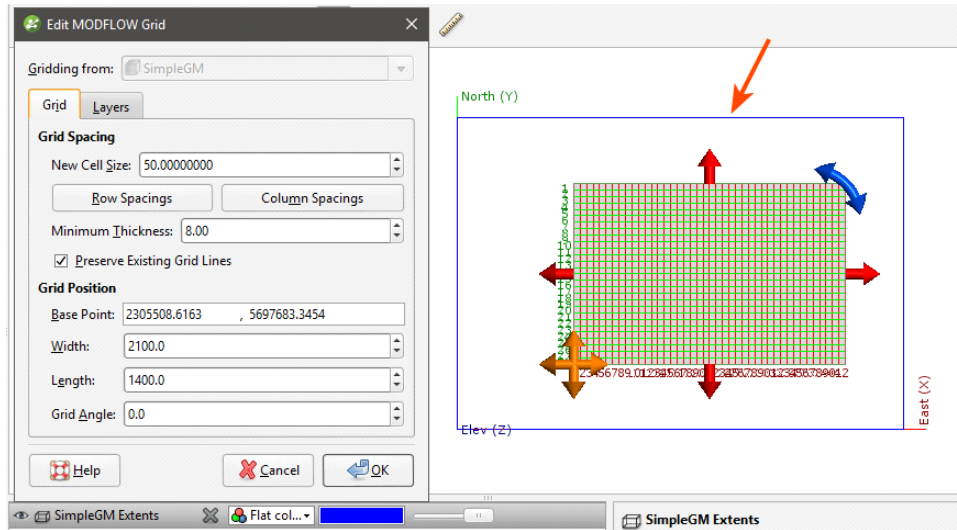 Edit MODFLOW Grid
Gridding from: SimpleGM
Grid Layers
Grid Spacing
New Cell Size: 50.00000000
Row Spacings Column Spacings
Minimum Thickness: 8.00
Preserve Existing Grid Lines
Grid Position
Base Point: 2305508.6163 , 5697683.3454
Width: 2100.0
Length: 1400.0
Grid Angle: 0.0
Help Cancel OK
SimpleGM Extents Flat col...
North (Y)
Elev (Z)
East (X)
SimpleGM Extents